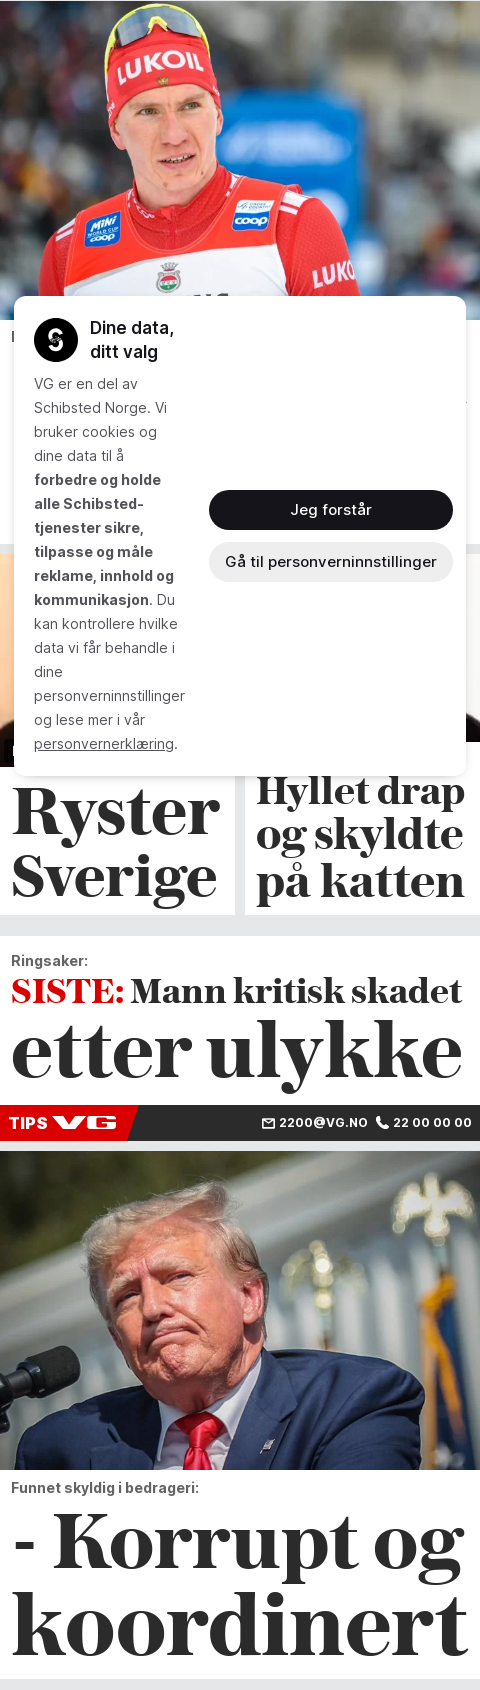 LUKOIL
MINI
WORLD CUP
coop
CROSS COUNTRY
coop
LUKO
Dine data,
ditt valg
VG er en del av
Schibsted Norge. Vi
bruker cookies og
dine data til å
forbedre og holde
alle Schibsted-
tjenester sikre,
tilpasse og måle
reklame, innhold og
kommunikasjon. Du
kan kontrollere hvilke
data vi får behandle i
dine
personverninnstillinger
og lese mer i vår
personvernerklæring.
Jeg forstår
Gå til personverninnstillinger
Ryster
Sverige
Hyllet drap
og skyldte
på katten
Ringsaker:
SISTE: Mann kritisk skadet
etter ulykke
TIPS VG 2200@VG.NO 22 00 00 00
Funnet skyldig i bedrageri:
- Korrupt og
koordinert